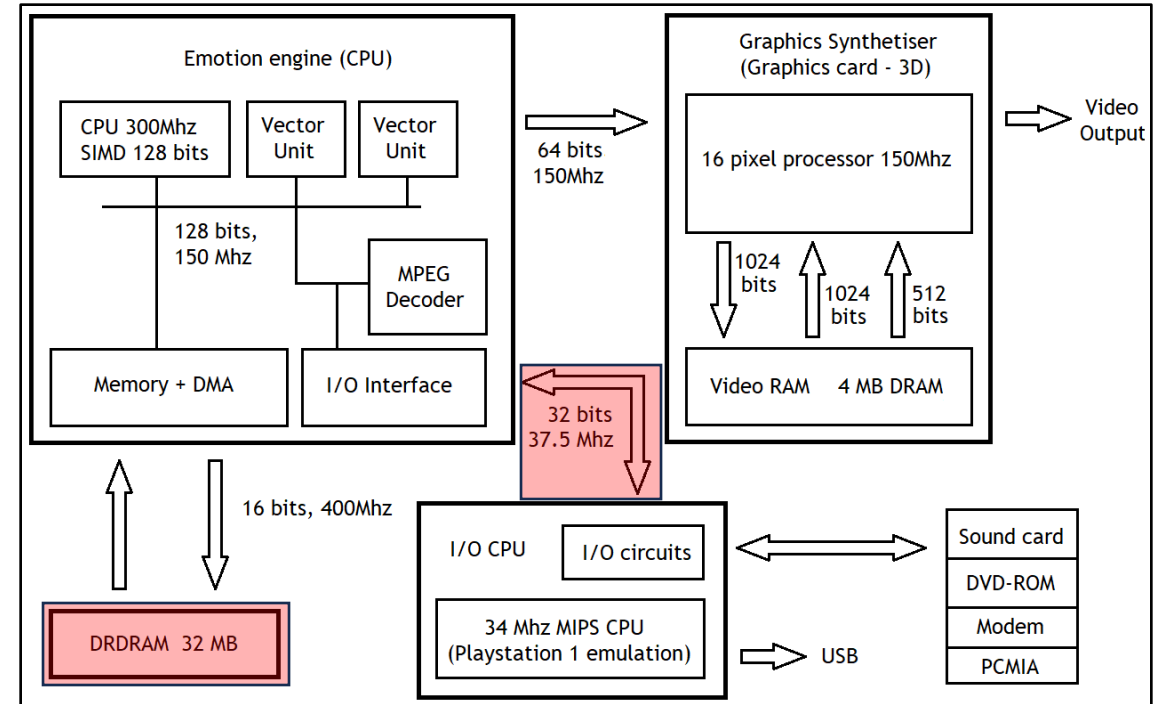 Emotion engine (CPU)
CPU 300Mhz
SIMD 128 bits
Vector
Unit
Vector
Unit
128 bits,
150 Mhz
MPEG
Decoder
Memory + DMA
I/O Interface
64 bits
150Mhz
Graphics Synthetiser
(Graphics card - 3D)
16 pixel processor 150Mhz
1024
bits
1024
bits
512
bits
Video RAM 4 MB DRAM
Video
Output
32 bits
37.5 Mhz
16 bits, 400Mhz
DRDRAM 32 MB
I/O CPU
I/O circuits
34 Mhz MIPS CPU
(Playstation 1 emulation)
USB
Sound card
DVD-ROM
Modem
PCMIA